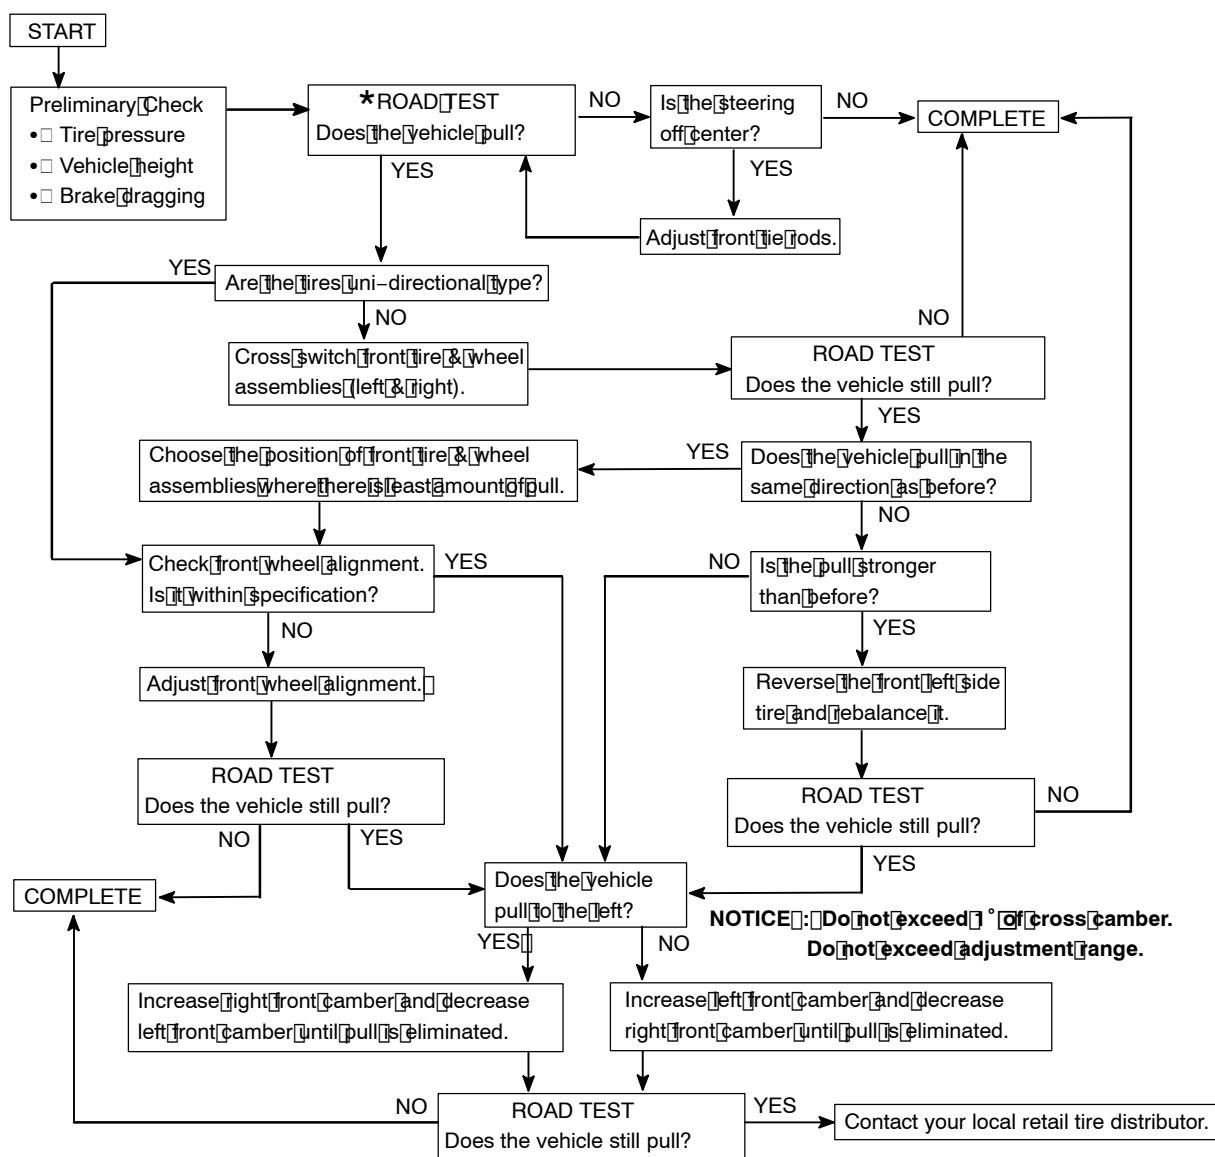 START
Preliminary Check
• Tire pressure
• Vehicle height
• Brake dragging
*ROAD TEST
Does the vehicle pull?
NO
Is the steering
off center?
NO
COMPLETE
YES
YES
Adjust front tie rods.
YES
Are the tires uni-directional type?
NO
Cross switch front tire & wheel
assemblies (left & right).
NO
ROAD TEST
Does the vehicle still pull?
YES
Choose the position of front tire & wheel
assemblies where there is least amount of pull.
YES
Does the vehicle pull in the
same direction as before?
NO
Check front wheel alignment.
Is it within specification?
YES
NO
Is the pull stronger
than before?
NO
YES
Adjust front wheel alignment.
Reverse the front left side
tire and rebalance it.
ROAD TEST
Does the vehicle still pull?
NO
YES
ROAD TEST
Does the vehicle still pull?
NO
YES
COMPLETE
Does the vehicle
pull to the left?
NOTICE : Do not exceed 1° of cross camber.
Do not exceed adjustment range.
YES
NO
Increase right front camber and decrease
left front camber until pull is eliminated.
Increase left front camber and decrease
right front camber until pull is eliminated.
NO
ROAD TEST
Does the vehicle still pull?
YES
Contact your local retail tire distributor.